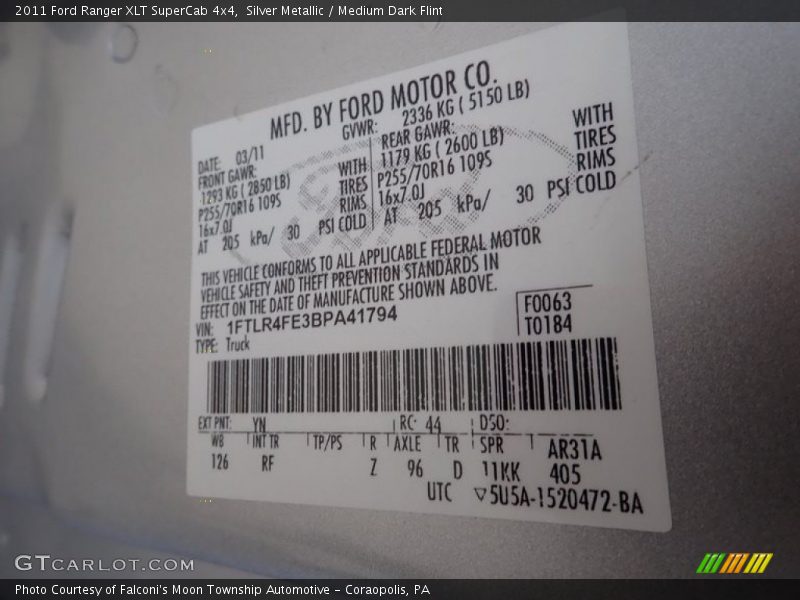 2011 Ford Ranger XLT SuperCab 4x4,  Silver Metallic / Medium Dark Flint
MFD. BY FORD MOTOR CO.
DATE: 03/11 GVWR: 2336 KG ( 5150 LB)
FRONT GAWR: REAR GAWR:
1293 KG ( 2850 LB) WITH 1179 KG ( 2600 LB) WITH
P255/70R16 109S TIRES P255/70R16 109S TIRES
16x7.0J RIMS 16x7.0J RIMS
AT 205 kPa/ 30 PSI COLD AT 205 kPa/ 30 PSI COLD
THIS VEHICLE CONFORMS TO ALL APPLICABLE FEDERAL MOTOR
VEHICLE SAFETY AND THEFT PREVENTION STANDARDS IN
EFFECT ON THE DATE OF MANUFACTURE SHOWN ABOVE.
VIN: 1FTLR4FE3BPA41794 F0063
TYPE: Truck T0184
EXT PNT: YN RC: 44 DSO:
WB INT TR TP/PS R AXLE TR SPR AR31A
126 RF Z 96 D 11KK 405
UTC ▽5U5A-1520472-BA
GTCARLOT.COM
Photo Courtesy of Falconi's Moon Township Automotive – Coraopolis, PA